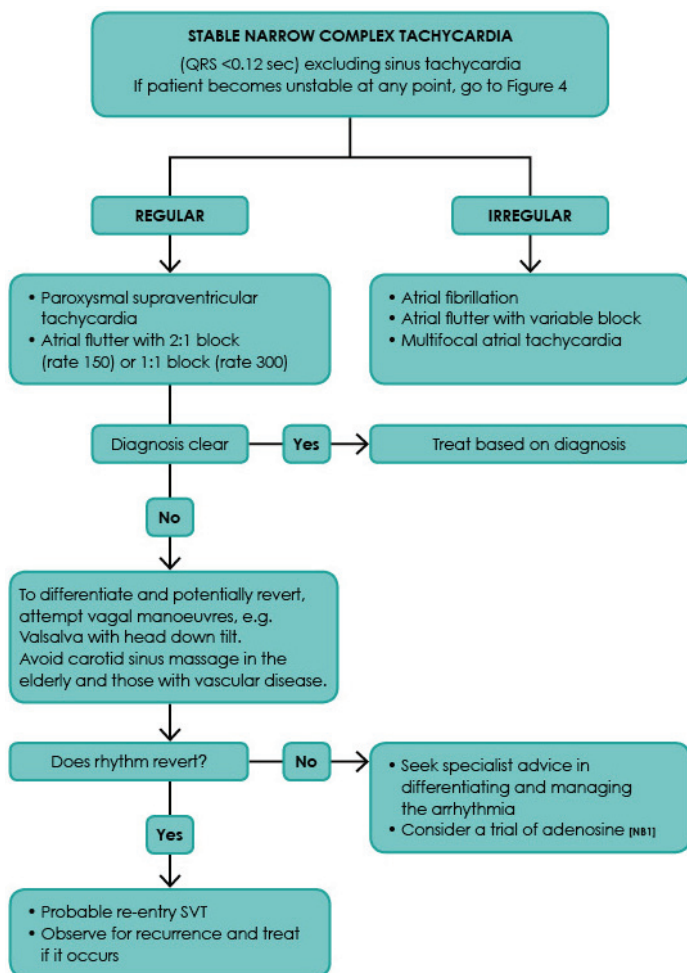 STABLE NARROW COMPLEX TACHYCARDIA
(QRS <0.12 sec) excluding sinus tachycardia
If patient becomes unstable at any point, go to Figure 4
REGULAR
IRREGULAR
• Paroxysmal supraventricular
tachycardia
• Atrial flutter with 2:1 block
(rate 150) or 1:1 block (rate 300)
• Atrial fibrillation
• Atrial flutter with variable block
• Multifocal atrial tachycardia
Diagnosis clear
Yes
Treat based on diagnosis
No
To differentiate and potentially revert,
attempt vagal manoeuvres, e.g.
Valsalva with head down tilt.
Avoid carotid sinus massage in the
elderly and those with vascular disease.
Does rhythm revert?
No
• Seek specialist advice in
differentiating and managing
the arrhythmia
• Consider a trial of adenosine [NB1]
Yes
• Probable re-entry SVT
• Observe for recurrence and treat
if it occurs